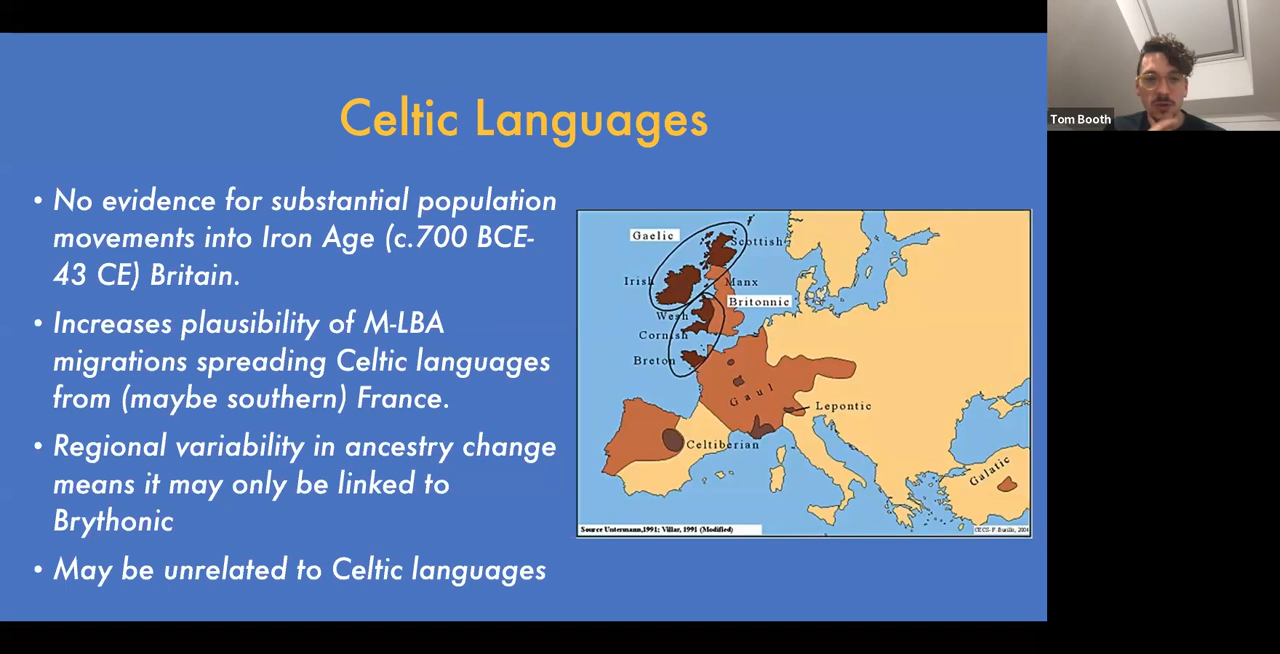 Celtic Languages
• No evidence for substantial population
movements into Iron Age (c.700 BCE-
43 CE) Britain.
• Increases plausibility of M-LBA
migrations spreading Celtic languages
from (maybe southern) France.
• Regional variability in ancestry change
means it may only be linked to
Brythonic
• May be unrelated to Celtic languages
Gaelic
Scottish
Irish
Manx
Britonnic
Welsh
Cornish
Breton
Gaul
Lepontic
Celtiberian
Galatic
Source Untermann,1991; Villar, 1991 (Modified)
Tom Booth